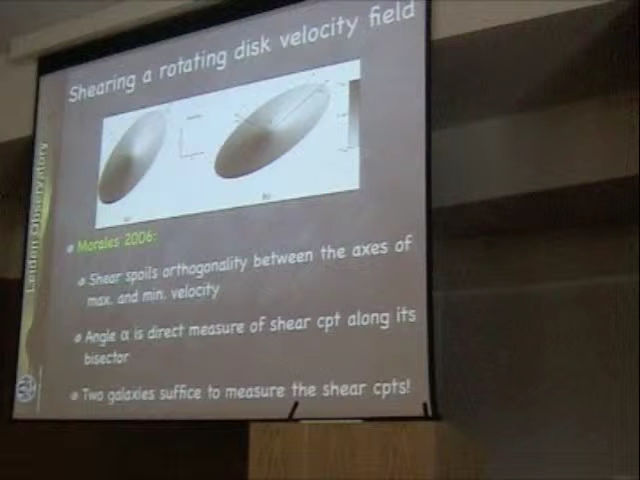 Shearing a rotating disk velocity field
Leiden Observatory
Morales 2006:
Shear spoils orthogonality between the axes of
max. and min. velocity
Angle α is direct measure of shear cpt along its
bisector
Two galaxies suffice to measure the shear cpts!